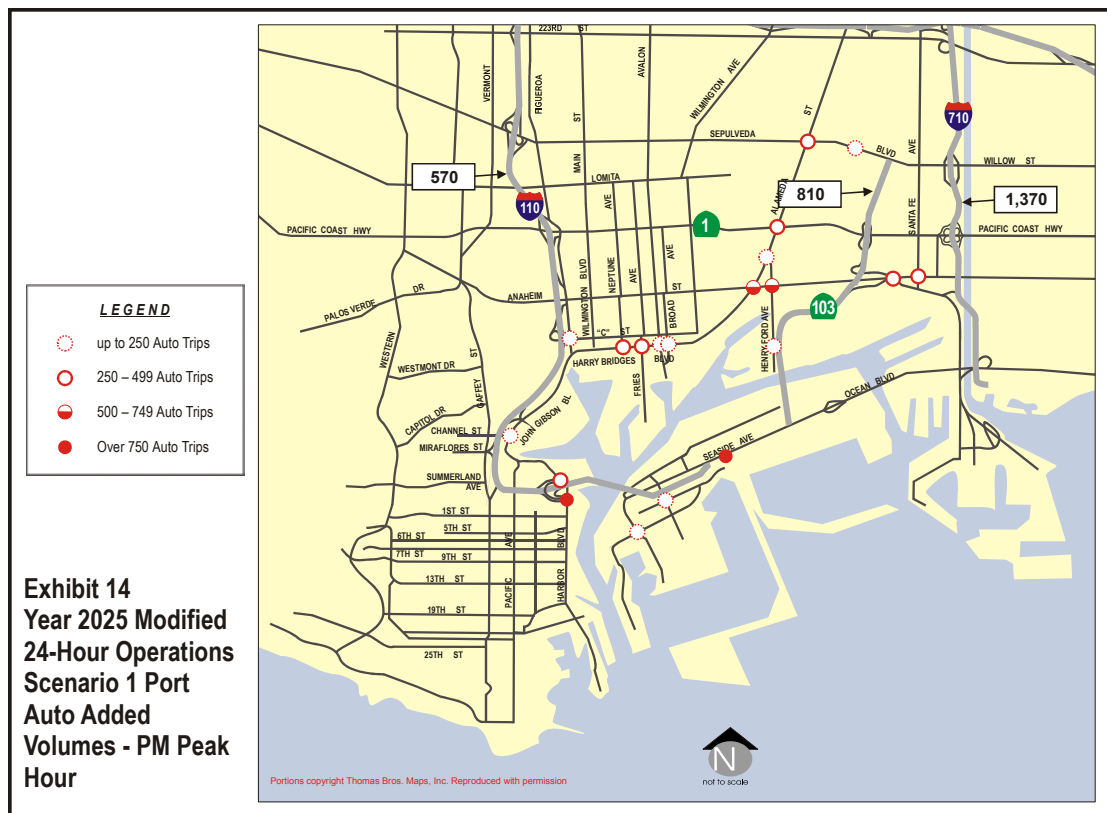 223RD ST
VERMONT
FIGUEROA
MAIN ST
AVALON
WILMINGTON AVE
ST
SEPULVEDA
BLVD
AVE
WILLOW ST
710
570
LOMITA
810
1,370
110
ALAMEDA
SANTA FE
PACIFIC COAST HWY
1
PACIFIC COAST HWY
NEPTUNE AVE
AVE
BROAD AVE
PALOS VERDE DR
ANAHEIM ST
WILMINGTON BLVD
103
"C" ST
HENRY-FORD AVE
HARRY BRIDGES BLVD
FRIES
WESTERN
WESTMONT DR
GAFFEY ST
OCEAN BLVD
CAPITOL DR
JOHN GIBSON BL
CHANNEL ST
MIRAFLORES ST
SEASIDE AVE
SUMMERLAND
AVE
1ST ST
5TH ST
6TH ST
7TH ST
9TH ST
PACIFIC AVE
HARBOR BLVD
13TH ST
19TH ST
25TH ST
LEGEND
up to 250 Auto Trips
250 – 499 Auto Trips
500 – 749 Auto Trips
Over 750 Auto Trips
Exhibit 14
Year 2025 Modified
24-Hour Operations
Scenario 1 Port
Auto Added
Volumes - PM Peak
Hour
N
not to scale
Portions copyright Thomas Bros. Maps, Inc. Reproduced with permission